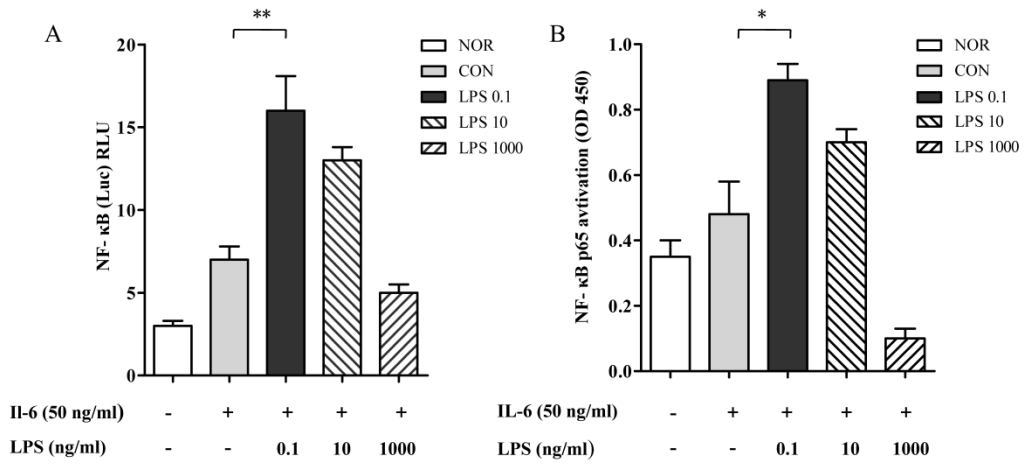 A
**
20
15
10
5
0
NF- κB (Luc) RLU
NOR
CON
LPS 0.1
LPS 10
LPS 1000
Il-6 (50 ng/ml) - + + + +
LPS (ng/ml) - - 0.1 10 1000
B
*
1.0
0.8
0.6
0.4
0.2
0.0
NF- κB p65 avtivation (OD 450)
NOR
CON
LPS 0.1
LPS 10
LPS 1000
IL-6 (50 ng/ml) - + + + +
LPS (ng/ml) - - 0.1 10 1000